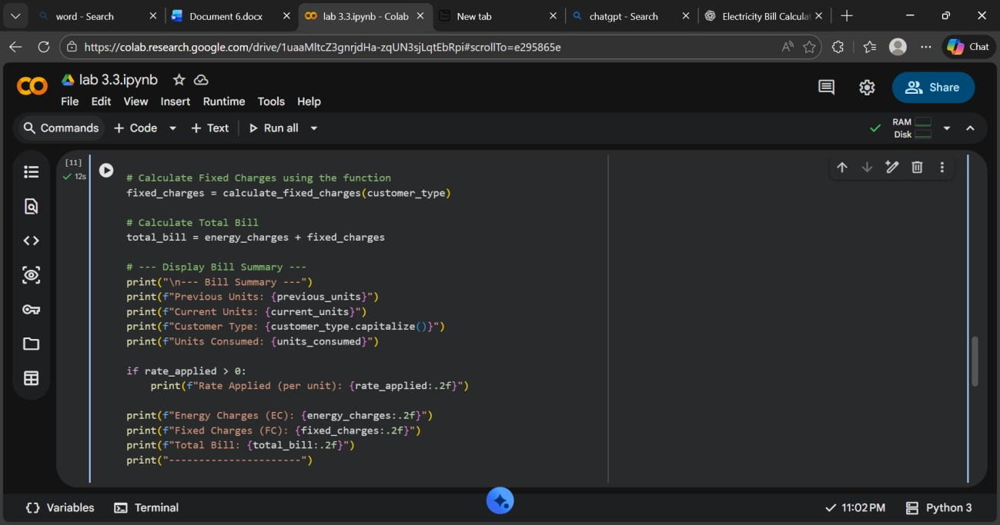 word - Search
Document 6.docx
lab 3.3.ipynb - Colab
New tab
chatgpt - Search
Electricity Bill Calculat
https://colab.research.google.com/drive/1uaaMltcZ3gnrjdHa-zqUN3sjLqtEbRpi#scrollTo=e295865e
Chat
lab 3.3.ipynb
File Edit View Insert Runtime Tools Help
Share
Commands + Code + Text Run all
RAM
Disk
[11]
12s
# Calculate Fixed Charges using the function
fixed_charges = calculate_fixed_charges(customer_type)
# Calculate Total Bill
total_bill = energy_charges + fixed_charges
# --- Display Bill Summary ---
print("\n--- Bill Summary ---")
print(f"Previous Units: {previous_units}")
print(f"Current Units: {current_units}")
print(f"Customer Type: {customer_type.capitalize()}")
print(f"Units Consumed: {units_consumed}")
if rate_applied > 0:
    print(f"Rate Applied (per unit): {rate_applied:.2f}")
print(f"Energy Charges (EC): {energy_charges:.2f}")
print(f"Fixed Charges (FC): {fixed_charges:.2f}")
print(f"Total Bill: {total_bill:.2f}")
print("----------------------")
Variables
Terminal
11:02 PM
Python 3